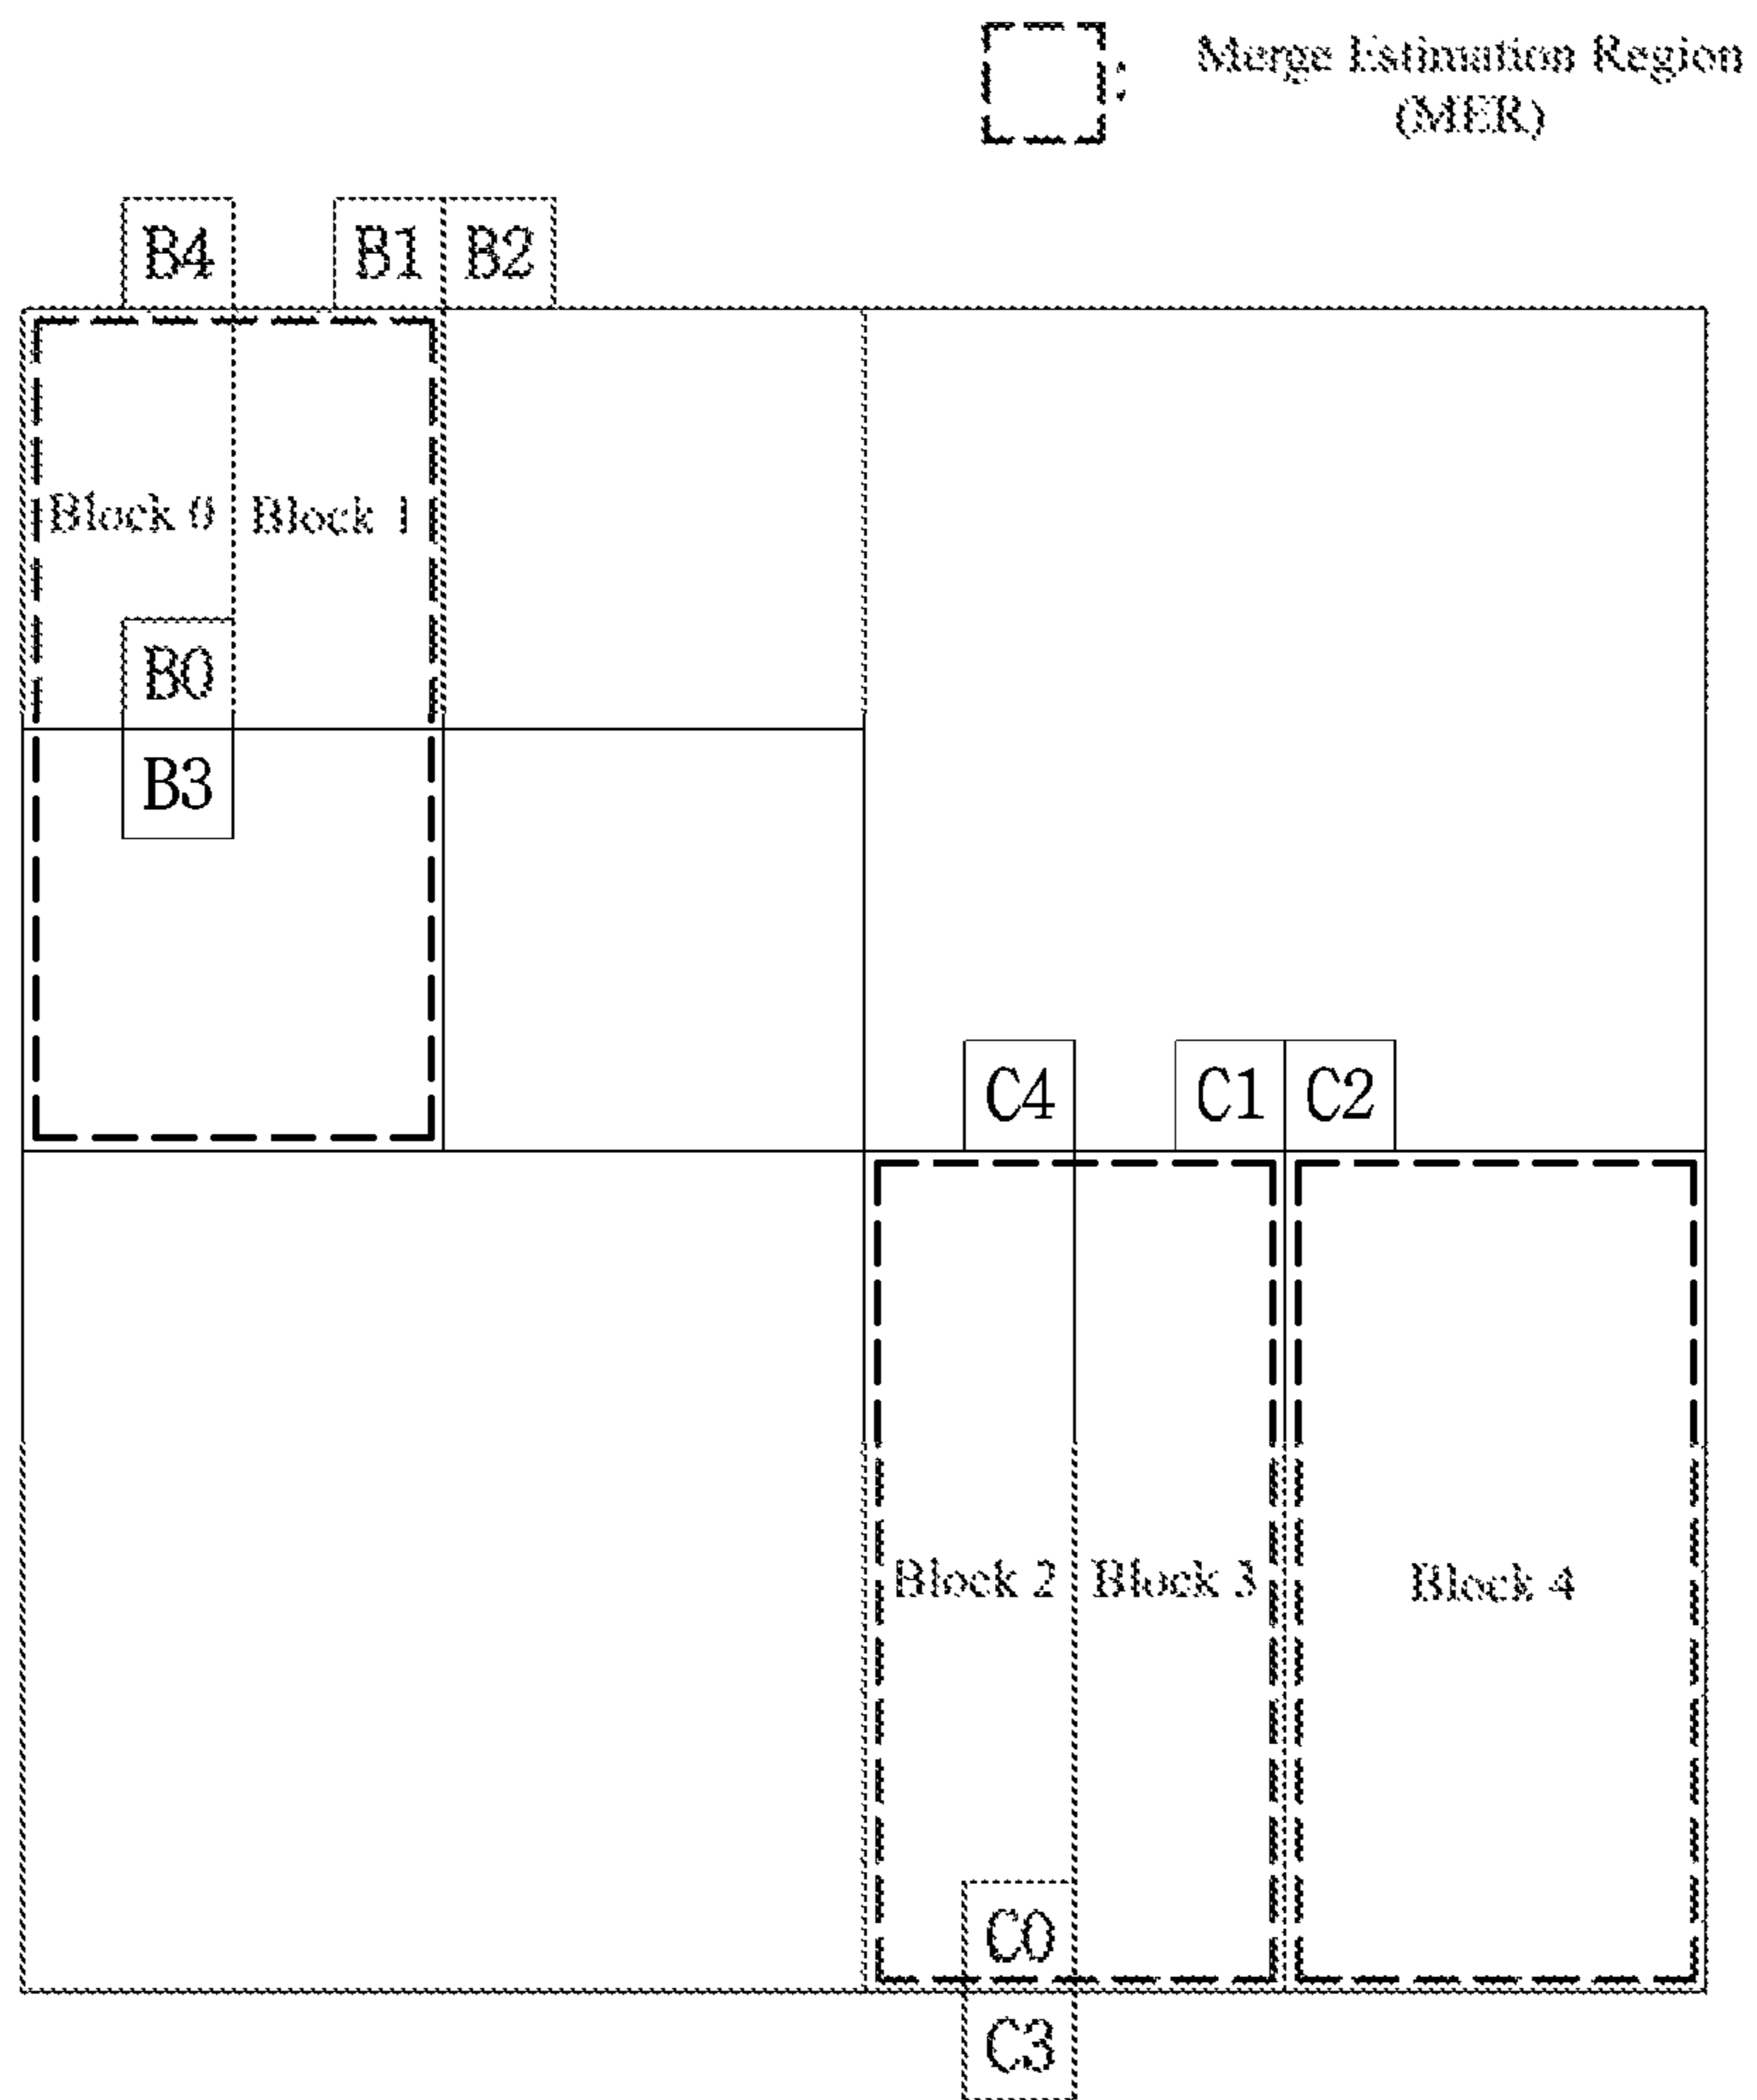 Merge Estimation Region
(MER)
:
B4 B1 B2
Block 0 Block 1
B0
B3
C4 C1 C2
Block 2 Block 3 Block 4
C0
C3